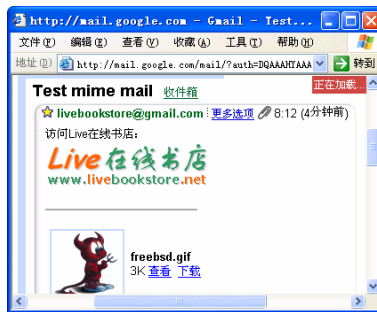 http://mail.google.com - Gmail - Test...
文件(F) 编辑(E) 查看(V) 收藏(A) 工具(T) 帮助(H)
地址(D) http://mail.google.com/mail/?auth=DQAAAHYAAA 转到
正在加载...
Test mime mail 收件箱
livebookstore@gmail.com 更多选项 8:12 (4分钟前)
访问Live在线书店:
Live在线书店
www.livebookstore.net
freebsd.gif
3K 查看 下载